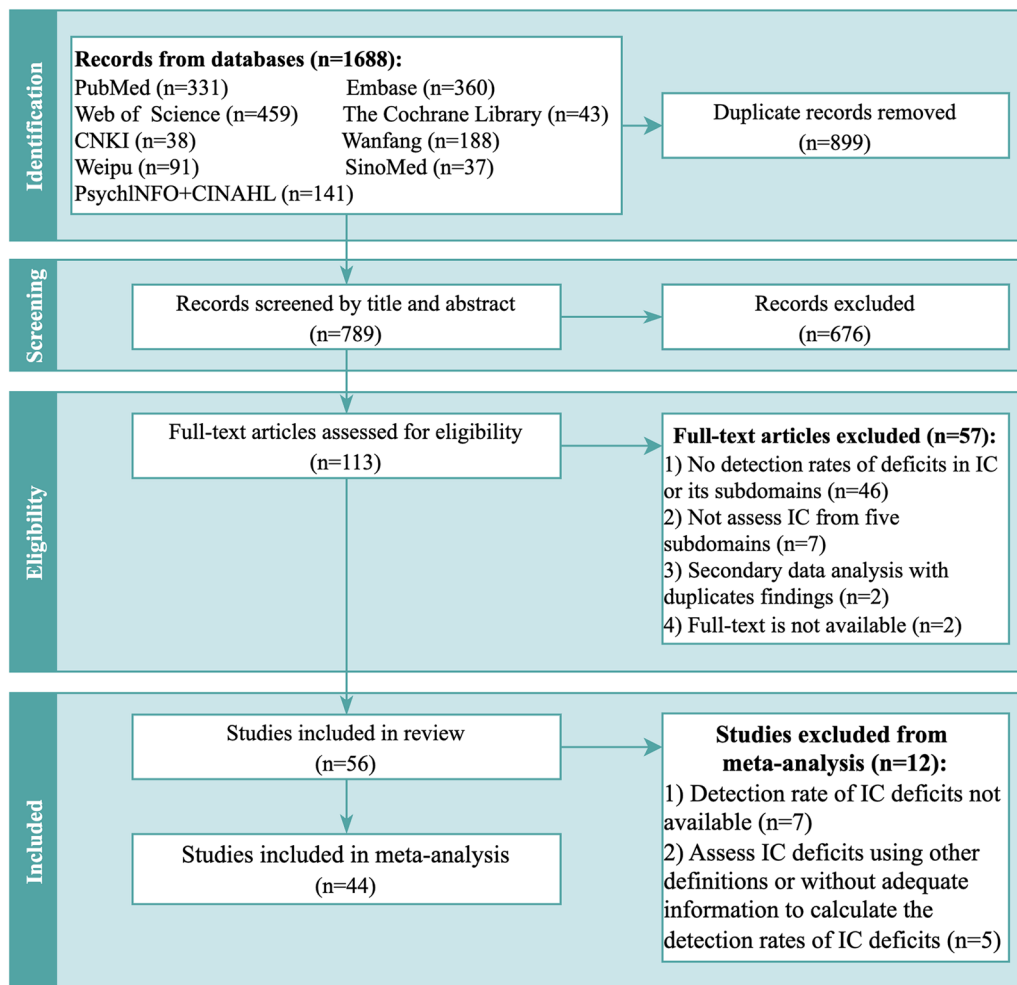 Identification
Records from databases (n=1688):
PubMed (n=331) Embase (n=360)
Web of Science (n=459) The Cochrane Library (n=43)
CNKI (n=38) Wanfang (n=188)
Weipu (n=91) SinoMed (n=37)
PsychlNFO+CINAHL (n=141)
Duplicate records removed
(n=899)
Screening
Records screened by title and abstract
(n=789)
Records excluded
(n=676)
Eligibility
Full-text articles assessed for eligibility
(n=113)
Full-text articles excluded (n=57):
1) No detection rates of deficits in IC
or its subdomains (n=46)
2) Not assess IC from five
subdomains (n=7)
3) Secondary data analysis with
duplicates findings (n=2)
4) Full-text is not available (n=2)
Included
Studies included in review
(n=56)
Studies included in meta-analysis
(n=44)
Studies excluded from
meta-analysis (n=12):
1) Detection rate of IC deficits not
available (n=7)
2) Assess IC deficits using other
definitions or without adequate
information to calculate the
detection rates of IC deficits (n=5)